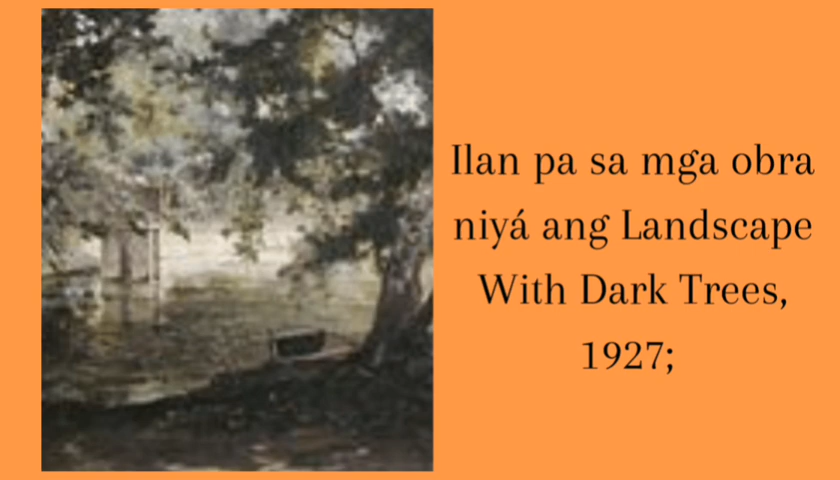 Ilan pa sa mga obra
niyá ang Landscape
With Dark Trees,
1927;